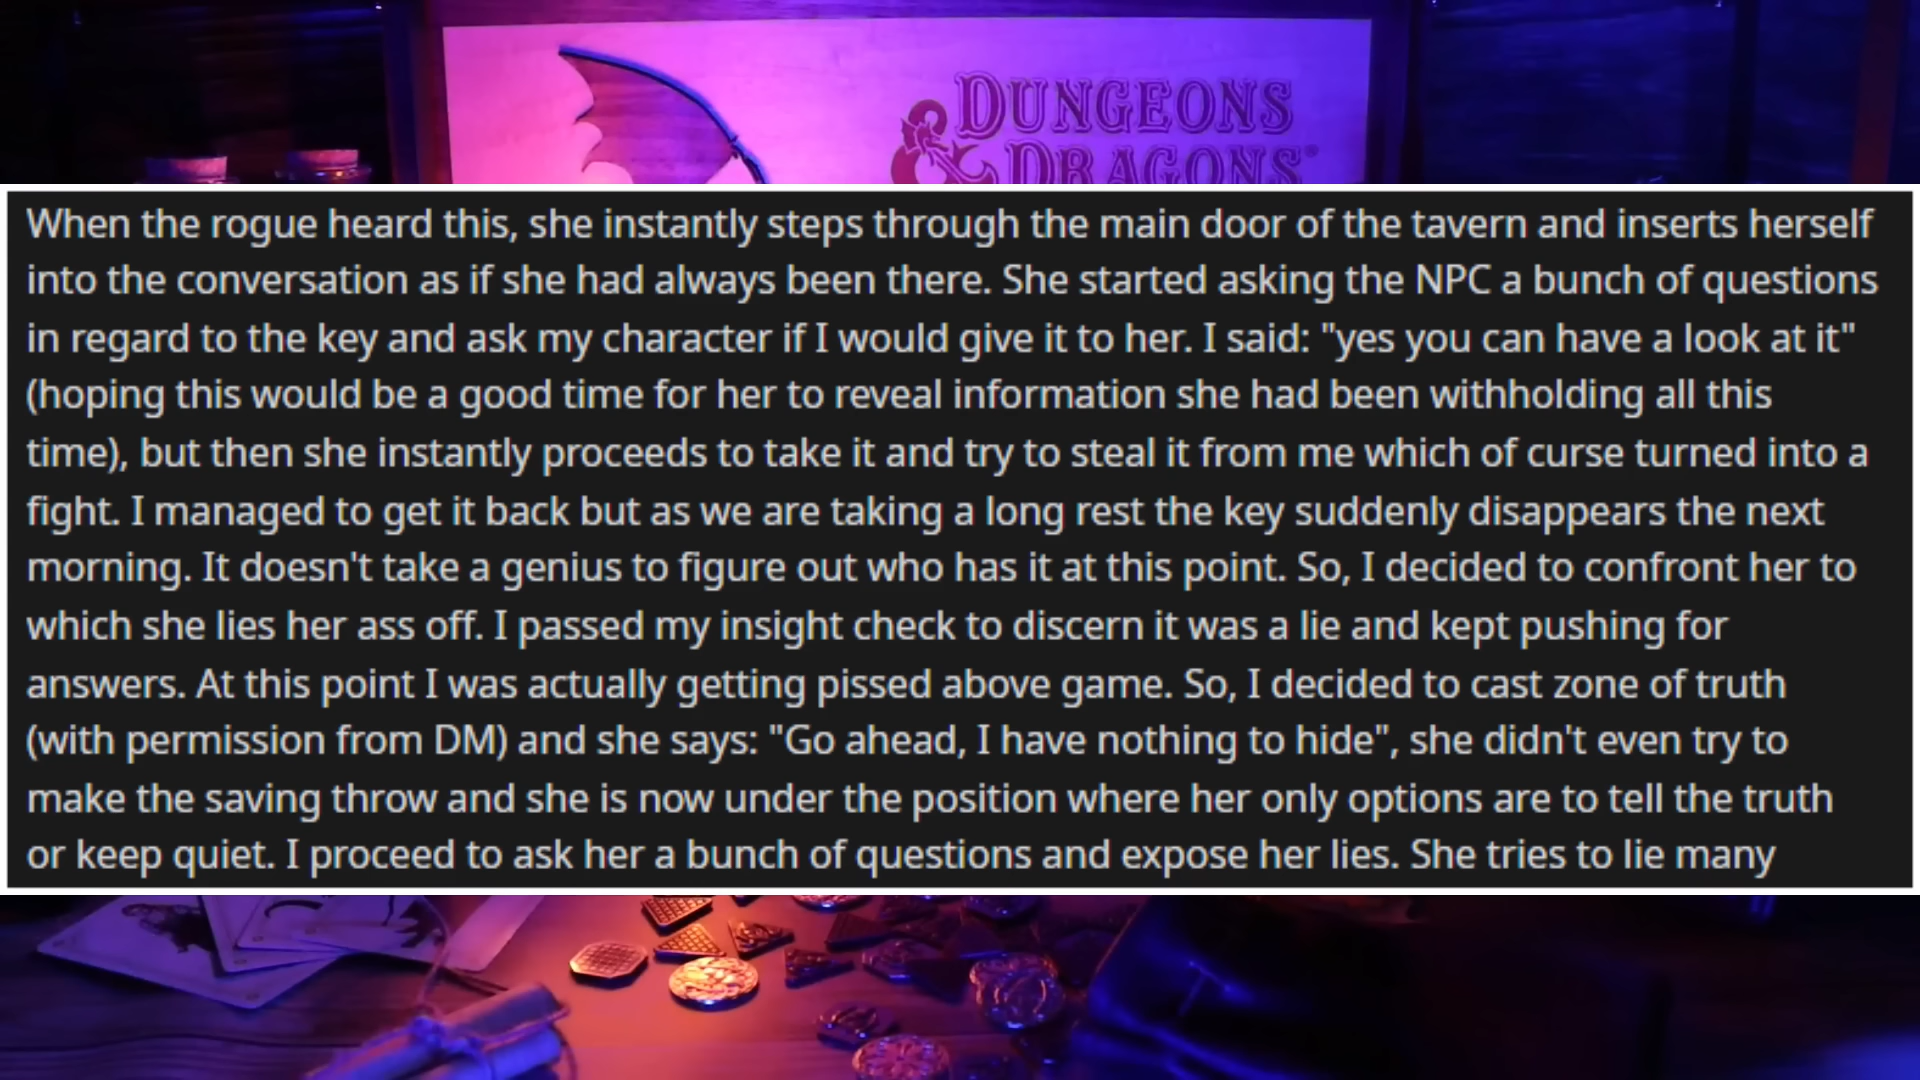 DUNGEONS
& DRAGONS
When the rogue heard this, she instantly steps through the main door of the tavern and inserts herself
into the conversation as if she had always been there. She started asking the NPC a bunch of questions
in regard to the key and ask my character if I would give it to her. I said: "yes you can have a look at it"
(hoping this would be a good time for her to reveal information she had been withholding all this
time), but then she instantly proceeds to take it and try to steal it from me which of curse turned into a
fight. I managed to get it back but as we are taking a long rest the key suddenly disappears the next
morning. It doesn't take a genius to figure out who has it at this point. So, I decided to confront her to
which she lies her ass off. I passed my insight check to discern it was a lie and kept pushing for
answers. At this point I was actually getting pissed above game. So, I decided to cast zone of truth
(with permission from DM) and she says: "Go ahead, I have nothing to hide", she didn't even try to
make the saving throw and she is now under the position where her only options are to tell the truth
or keep quiet. I proceed to ask her a bunch of questions and expose her lies. She tries to lie many